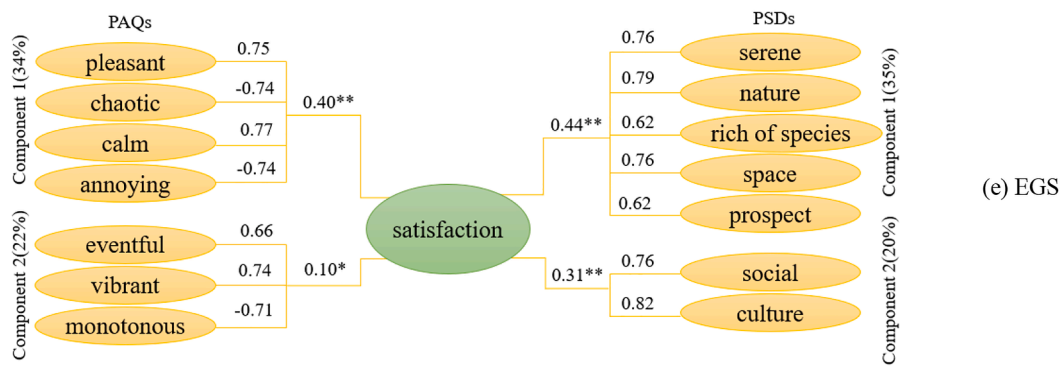 PAQs
Component 1(34%)
pleasant
0.75
chaotic
-0.74
calm
0.77
annoying
-0.74
0.40**
Component 2(22%)
eventful
0.66
vibrant
0.74
monotonous
-0.71
0.10*
satisfaction
PSDs
0.44**
0.76
serene
0.79
nature
0.62
rich of species
0.76
space
0.62
prospect
Component 1(35%)
0.31**
0.76
social
0.82
culture
Component 2(20%)
(e) EGS